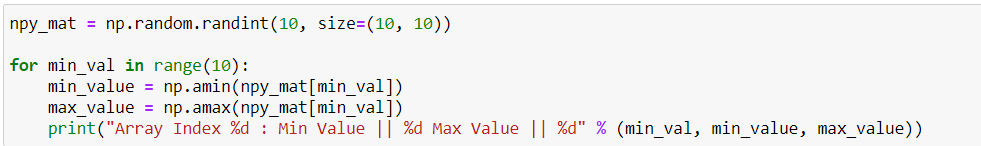 npy_mat = np.random.randint(10, size=(10, 10))

for min_val in range(10):
    min_value = np.amin(npy_mat[min_val])
    max_value = np.amax(npy_mat[min_val])
    print("Array Index %d : Min Value || %d Max Value || %d" % (min_val, min_value, max_value))